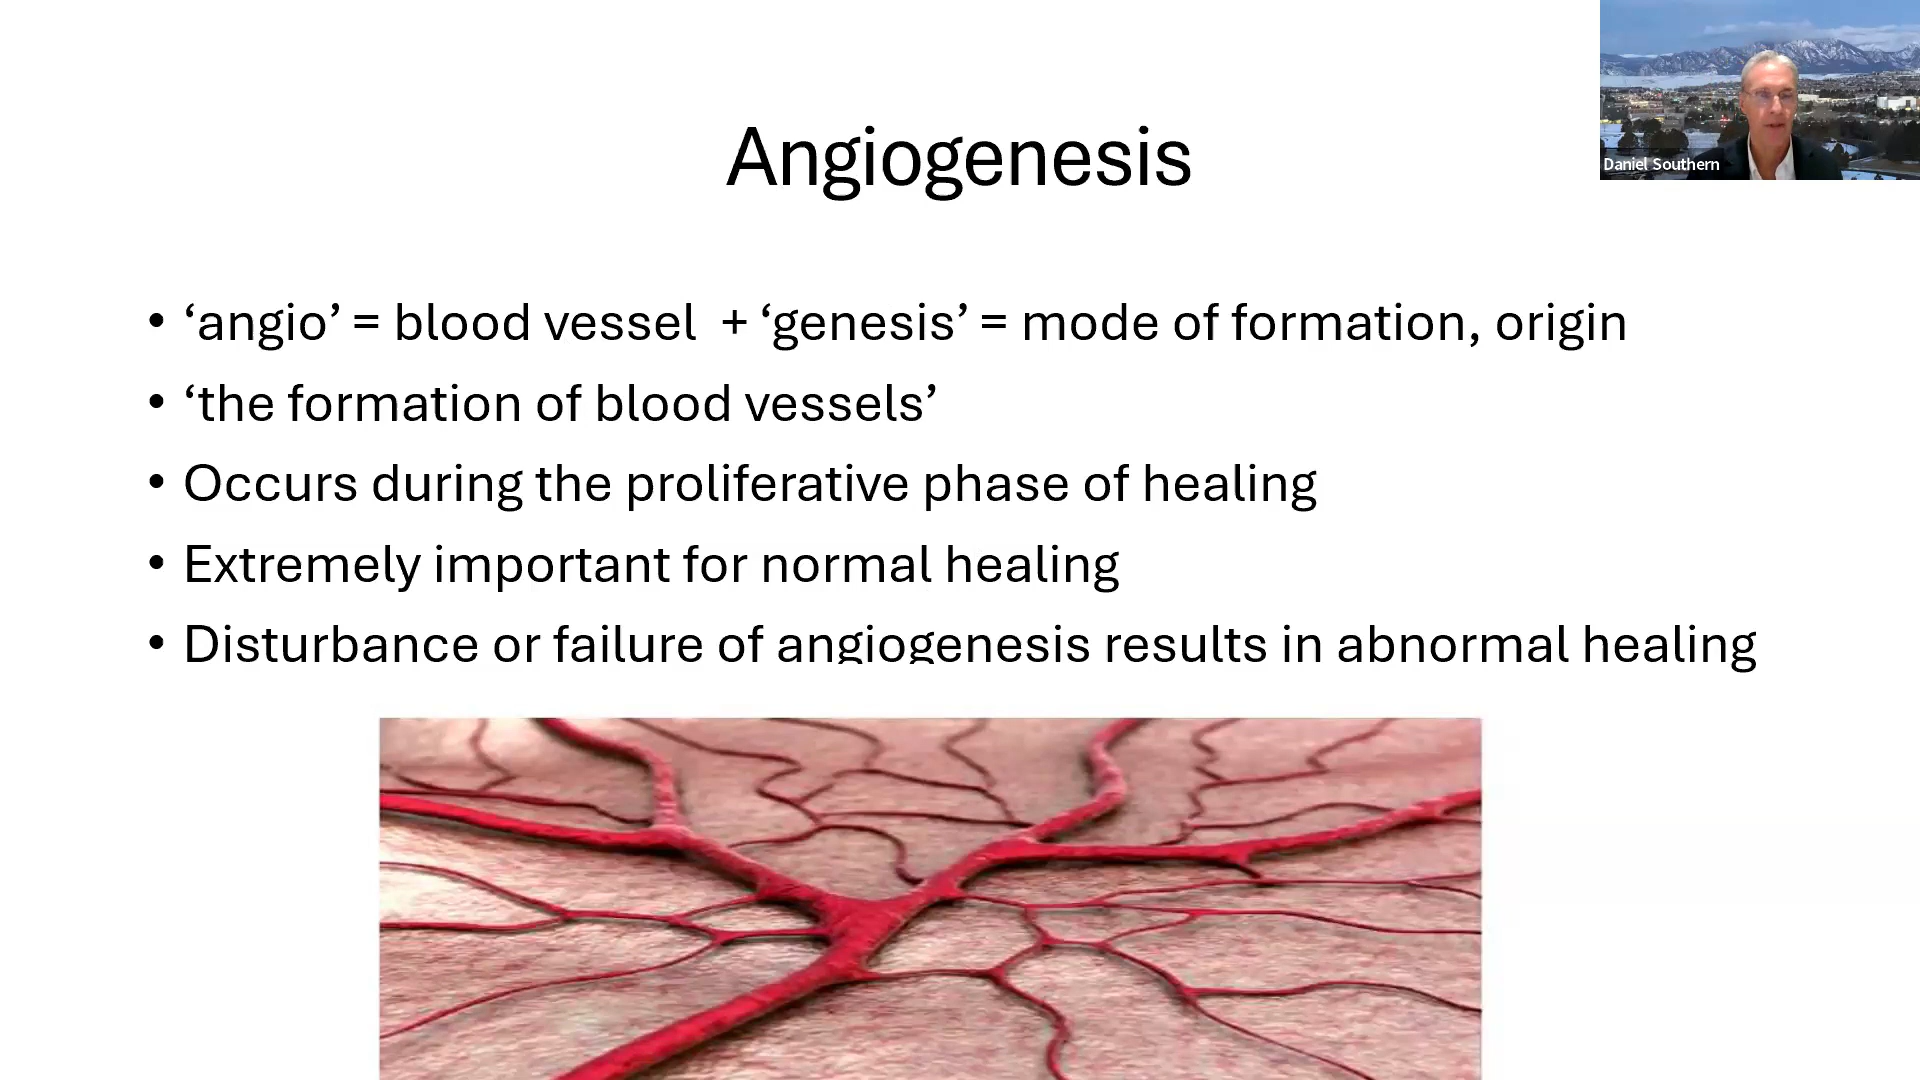 Angiogenesis
Daniel Southern
• ‘angio’ = blood vessel + ‘genesis’ = mode of formation, origin
• ‘the formation of blood vessels’
• Occurs during the proliferative phase of healing
• Extremely important for normal healing
• Disturbance or failure of angiogenesis results in abnormal healing